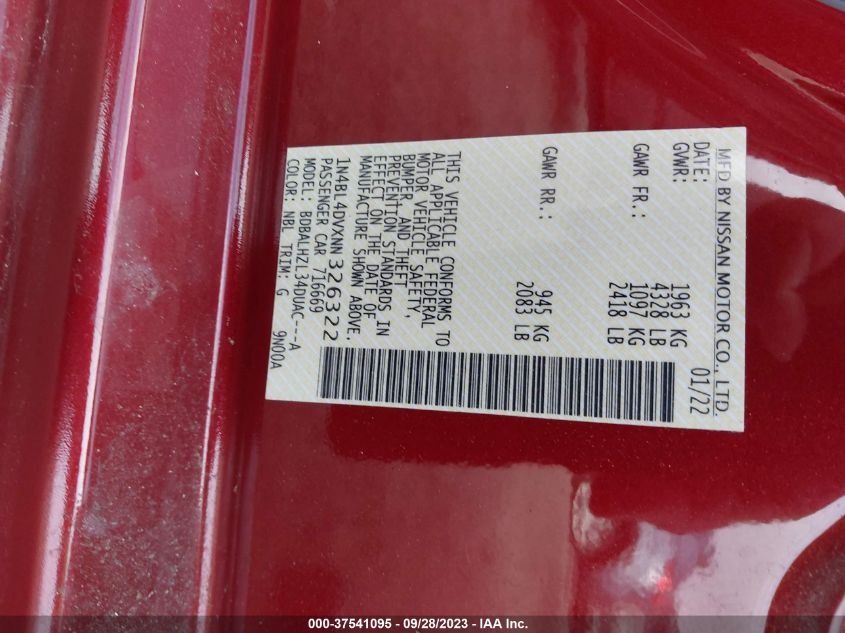 MFD BY NISSAN MOTOR CO., LTD.
DATE: 01/22
GVWR: 1963 KG
4328 LB
GAWR FR.: 1097 KG
2418 LB
GAWR RR.: 945 KG
2083 LB
THIS VEHICLE CONFORMS TO
ALL APPLICABLE FEDERAL
MOTOR VEHICLE SAFETY,
BUMPER, AND THEFT
PREVENTION STANDARDS IN
EFFECT ON THE DATE OF
MANUFACTURE SHOWN ABOVE.
1N4BL4DVXNN326322
PASSENGER CAR 716669
MODEL: BDBALHZL34DUAC---A
COLOR: NBL TRIM: G 9N00A
000-37541095 / 09/28/2023 - IAA Inc.